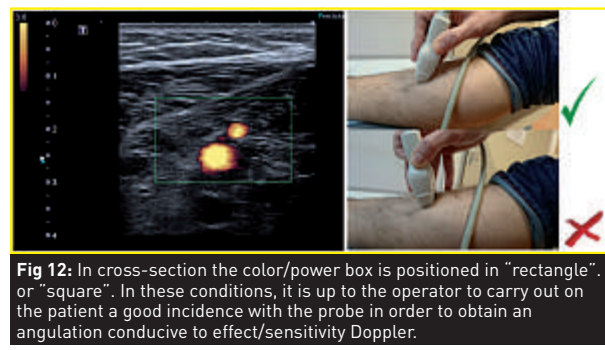 Precision
T
Fig 12: In cross-section the color/power box is positioned in "rectangle".
or "square". In these conditions, it is up to the operator to carry out on
the patient a good incidence with the probe in order to obtain an
angulation conducive to effect/sensitivity Doppler.